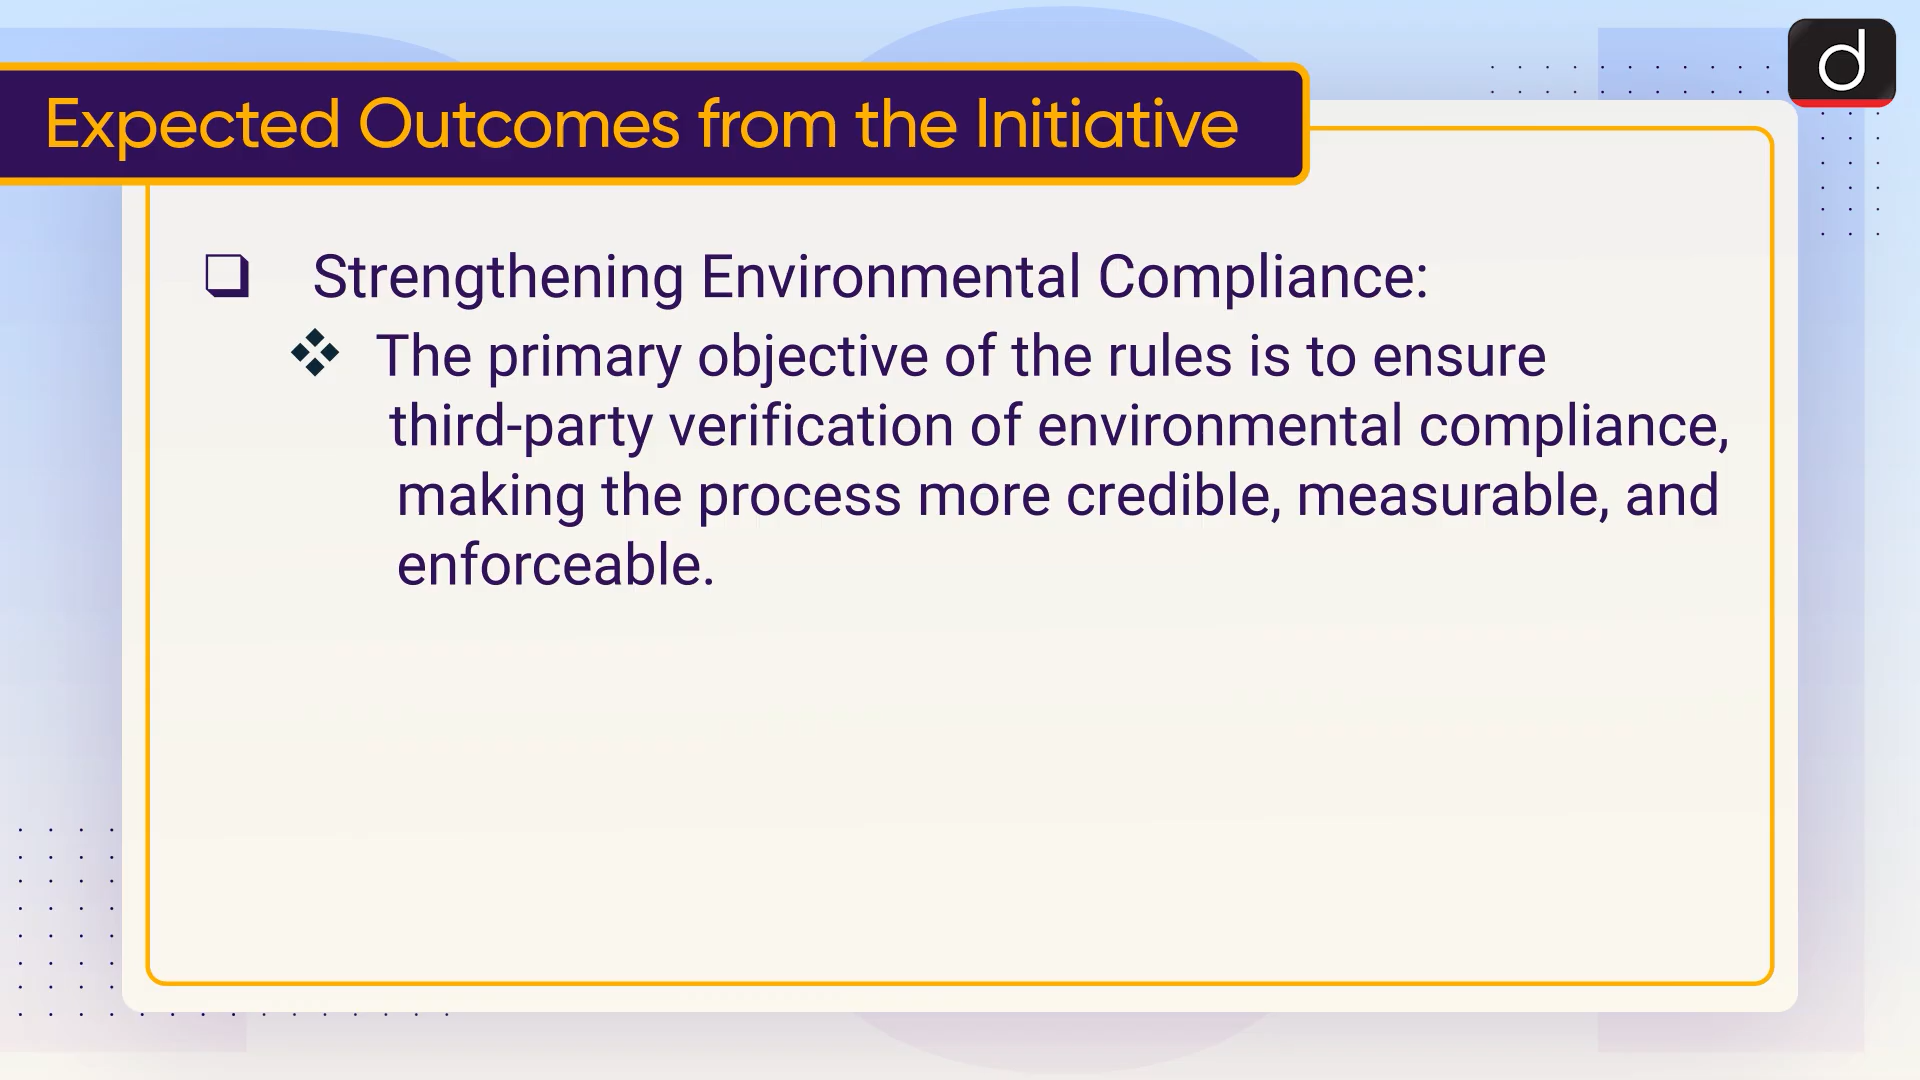 Expected Outcomes from the Initiative
d
❑ Strengthening Environmental Compliance:
❖ The primary objective of the rules is to ensure
third-party verification of environmental compliance,
making the process more credible, measurable, and
enforceable.